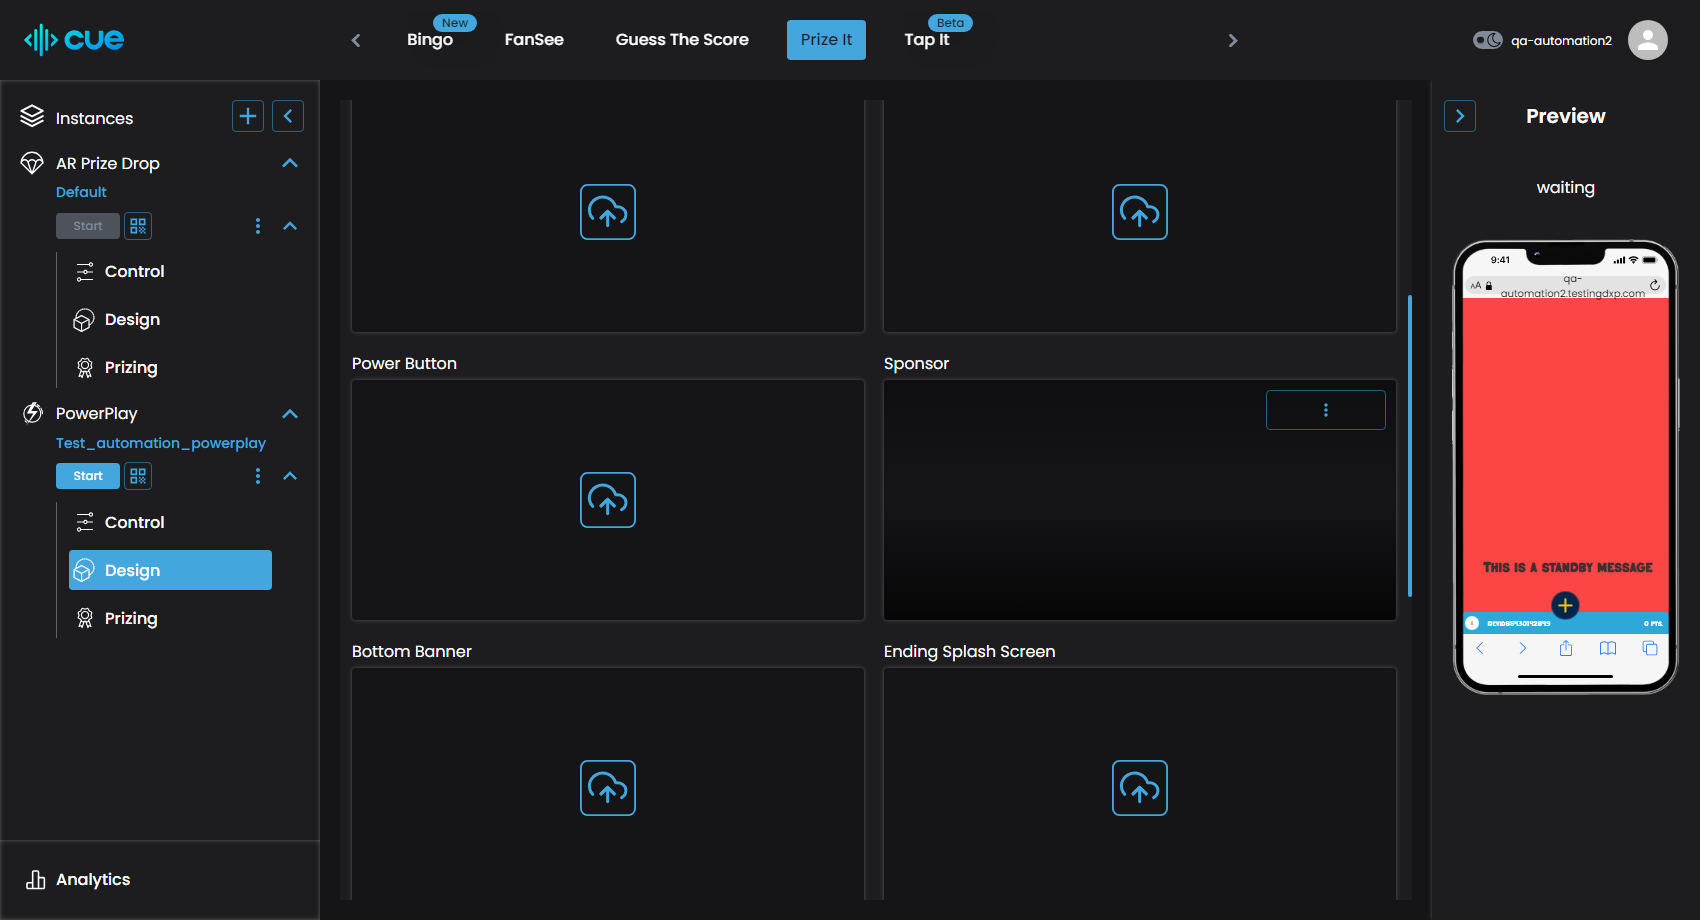 cue
Bingo
New
FanSee
Guess The Score
Prize It
Tap It
Beta
qa-automation2
Instances
AR Prize Drop
Default
Start
Control
Design
Prizing
PowerPlay
Test_automation_powerplay
Start
Control
Design
Prizing
Analytics
Power Button
Sponsor
Bottom Banner
Ending Splash Screen
Preview
waiting
9:41
AA
qa-
automation2.testingdxp.com
This is a standby message
0 PTS.